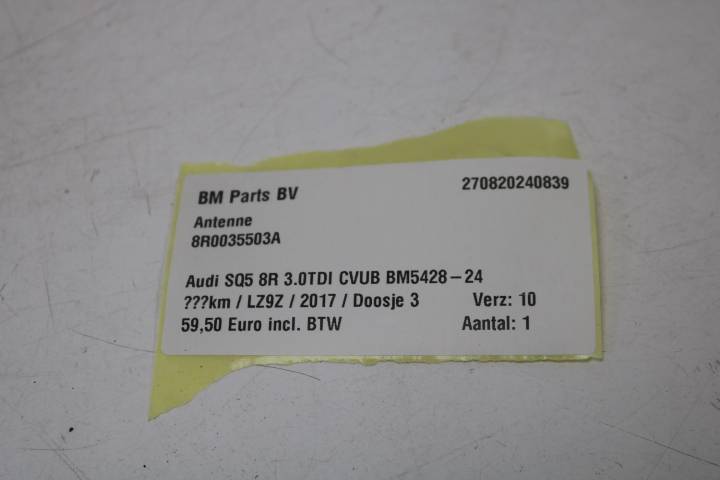 BM Parts BV 270820240839
Antenne
8R0035503A
Audi SQ5 8R 3.0TDI CVUB BM5428-24
???km / LZ9Z / 2017 / Doosje 3 Verz: 10
59,50 Euro incl. BTW Aantal: 1